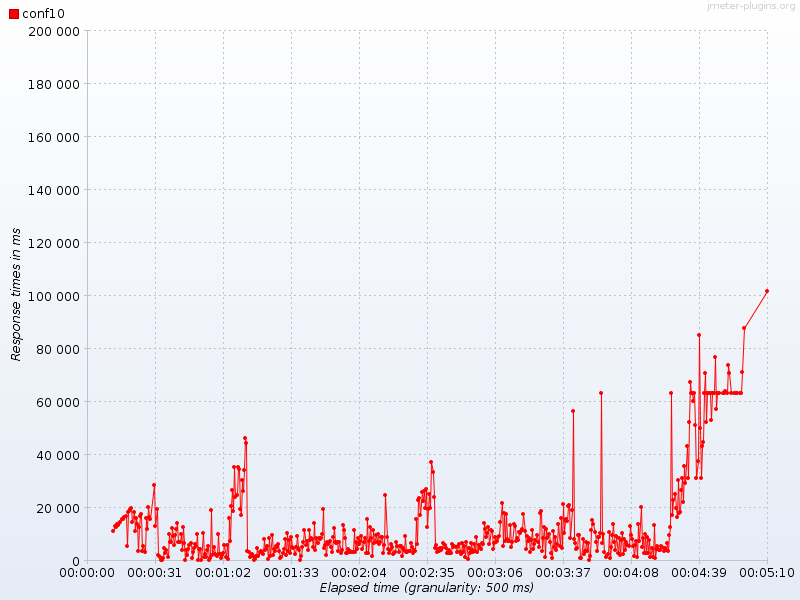 jmeter-plugins.org
conf10
200 000
180 000
160 000
140 000
120 000
100 000
80 000
60 000
40 000
20 000
0
Response times in ms
00:00:00 00:00:31 00:01:02 00:01:33 00:02:04 00:02:35 00:03:06 00:03:37 00:04:08 00:04:39 00:05:10
Elapsed time (granularity: 500 ms)